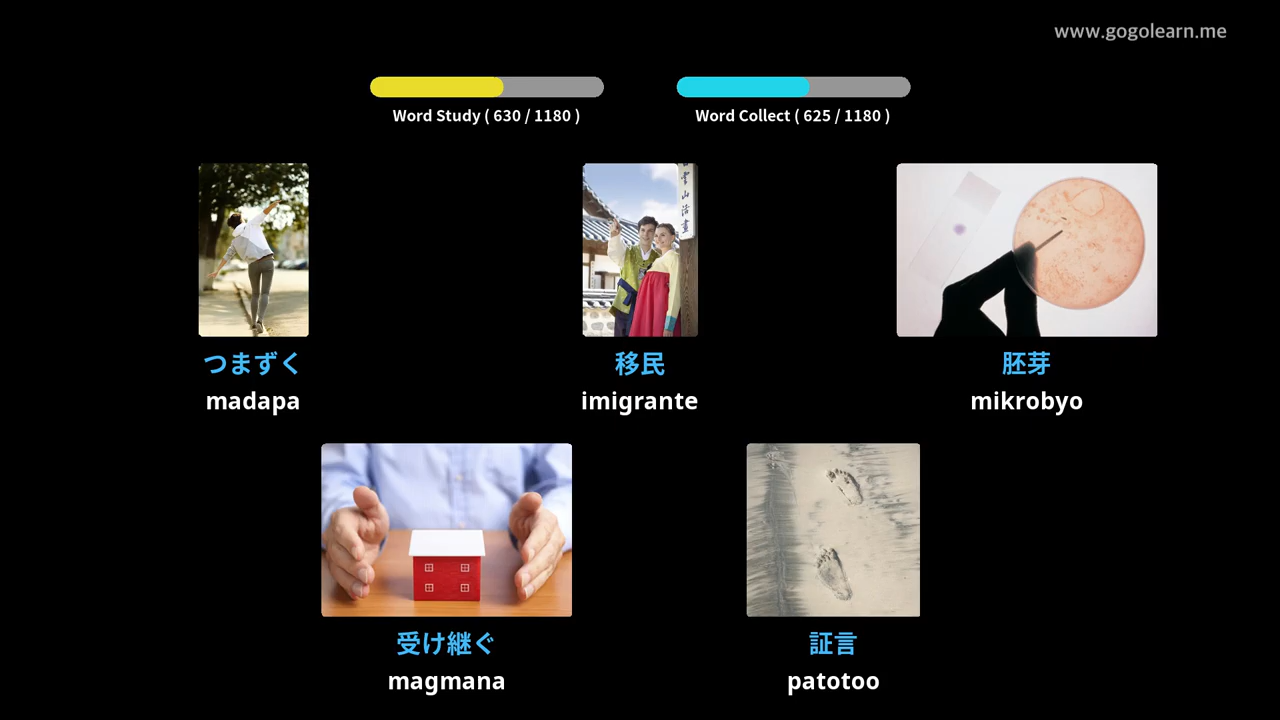 www.gogolearn.me
Word Study ( 630 / 1180 )
Word Collect ( 625 / 1180 )
つまずく
madapa
移民
imigrante
胚芽
mikrobyo
受け継ぐ
magmana
証言
patotoo